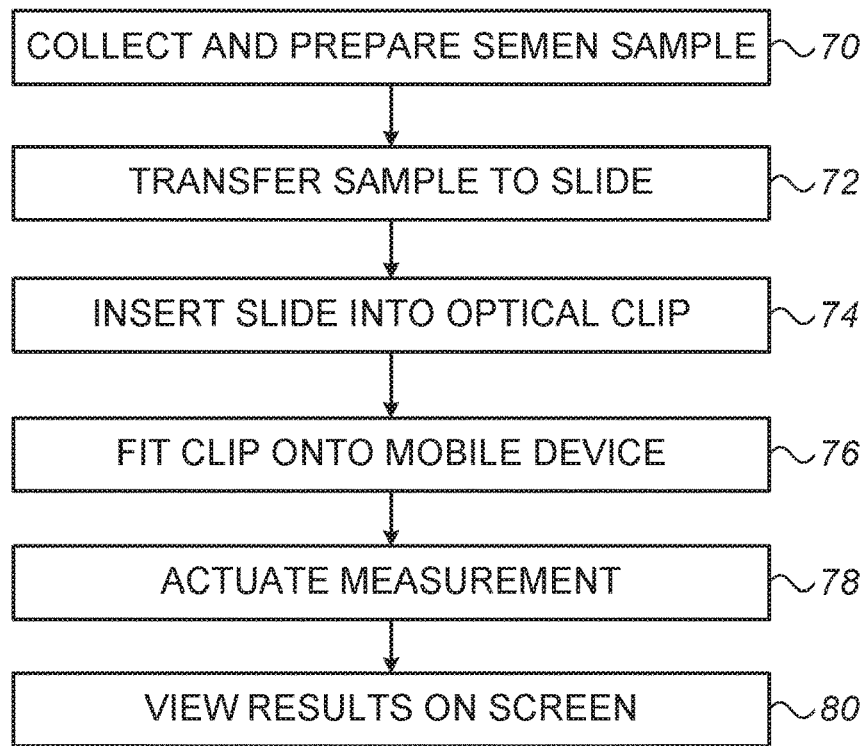 COLLECT AND PREPARE SEMEN SAMPLE 70
TRANSFER SAMPLE TO SLIDE 72
INSERT SLIDE INTO OPTICAL CLIP 74
FIT CLIP ONTO MOBILE DEVICE 76
ACTUATE MEASUREMENT 78
VIEW RESULTS ON SCREEN 80